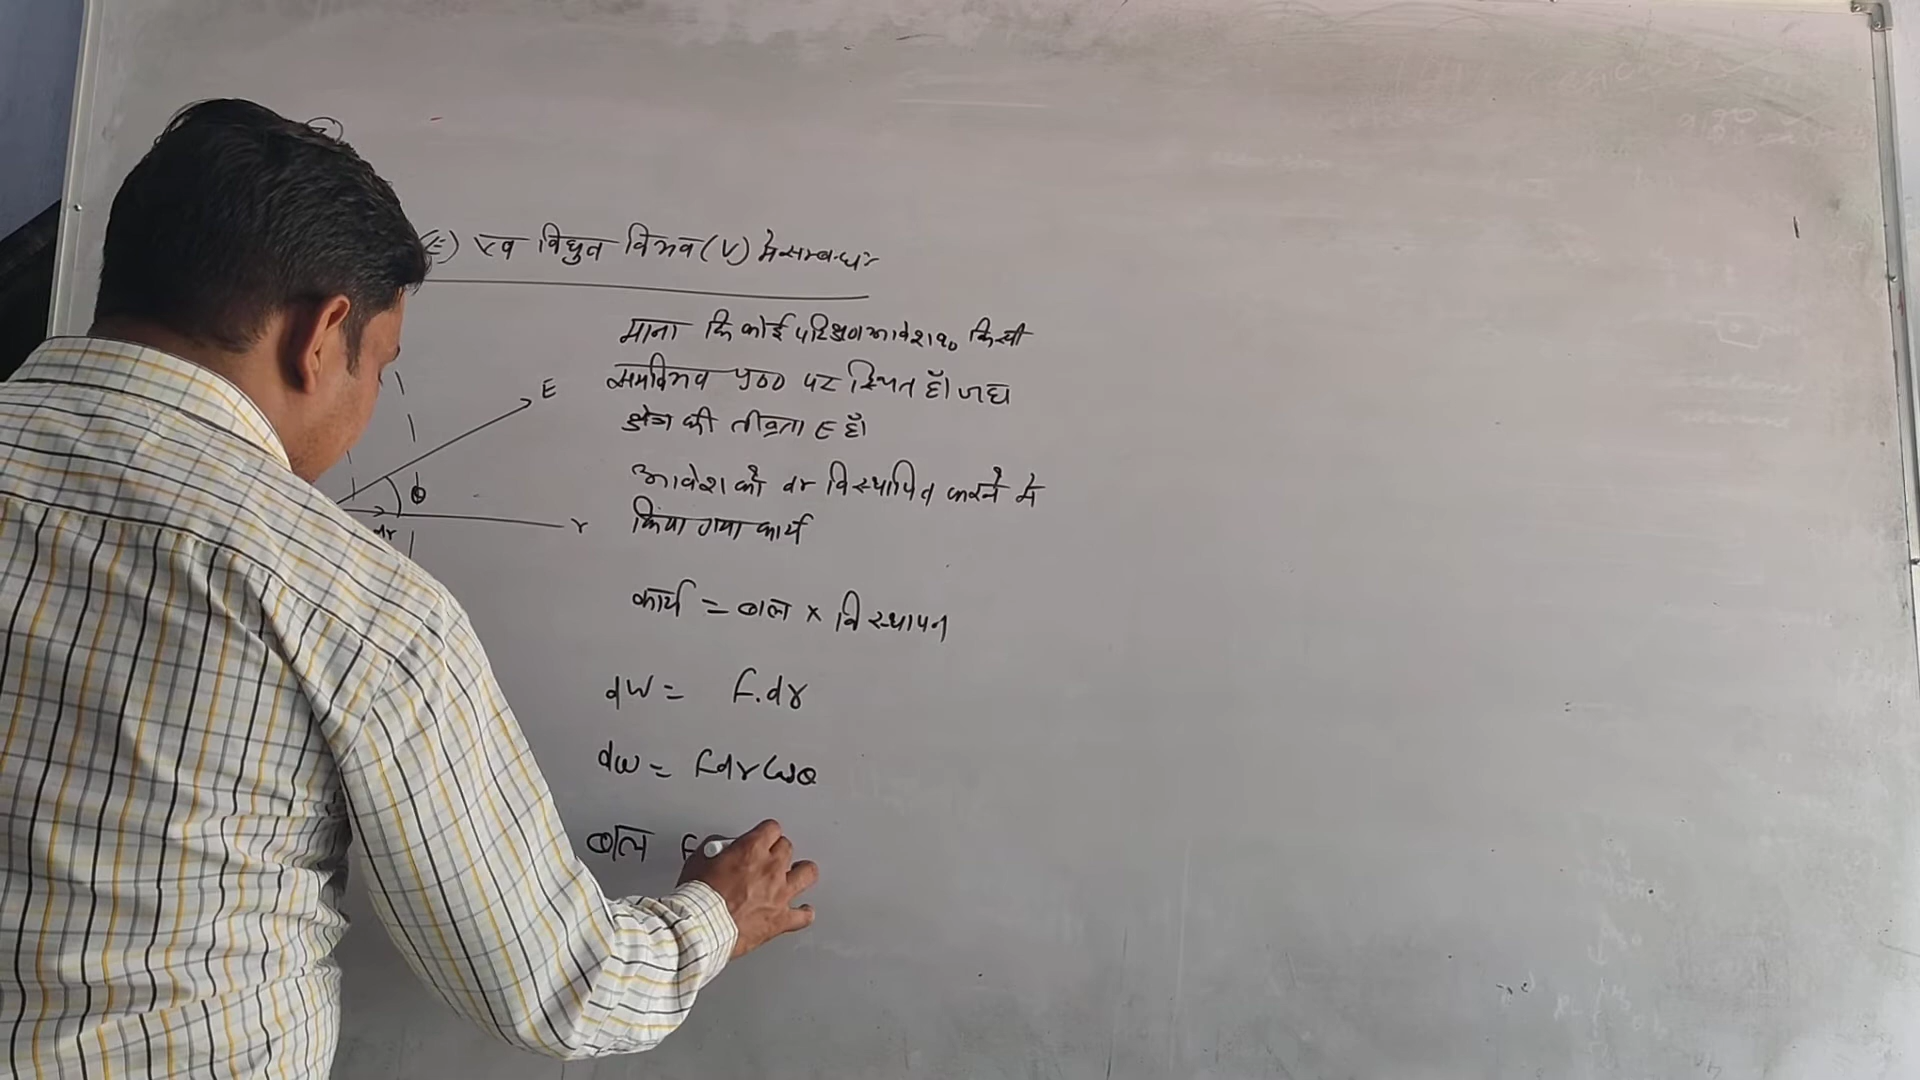 (E) एवं विधुत विभव (V) मे सम्बन्ध :-
माना कि कोई परिक्षण आवेश q₀ किसी
समविभव पृष्ठ पर स्थित हैं। जहाँ
E
क्षेत्र की तीव्रता E हैं।
आवेश को dr विस्थापित करने मे
θ
dr
r
किया गया कार्य
कार्य = बल × विस्थापन
dW = F.dr
dw = Fdr cosθ
बल F